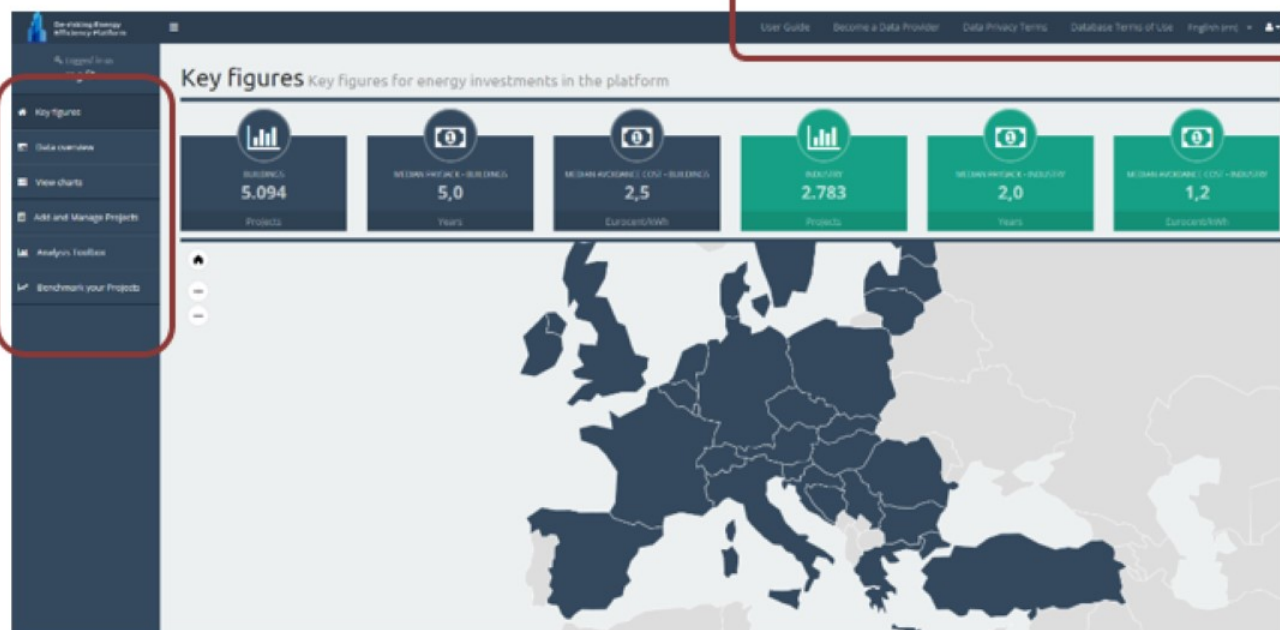 De-risking Energy
Efficiency Platform
User Guide
Become a Data Provider
Data Privacy Terms
Database Terms of Use
English (en)
Logged in as
Key figures
Data overview
View charts
Add and Manage Projects
Analysis Toolbox
Benchmark your Projects
Key figures Key figures for energy investments in the platform
BUILDINGS
5.094
Projects
MEDIAN PAYBACK - BUILDINGS
5,0
Years
MEDIAN AVOIDANCE COST - BUILDINGS
2,5
Eurocent/kWh
INDUSTRY
2.783
Projects
MEDIAN PAYBACK - INDUSTRY
2,0
Years
MEDIAN AVOIDANCE COST - INDUSTRY
1,2
Eurocent/kWh